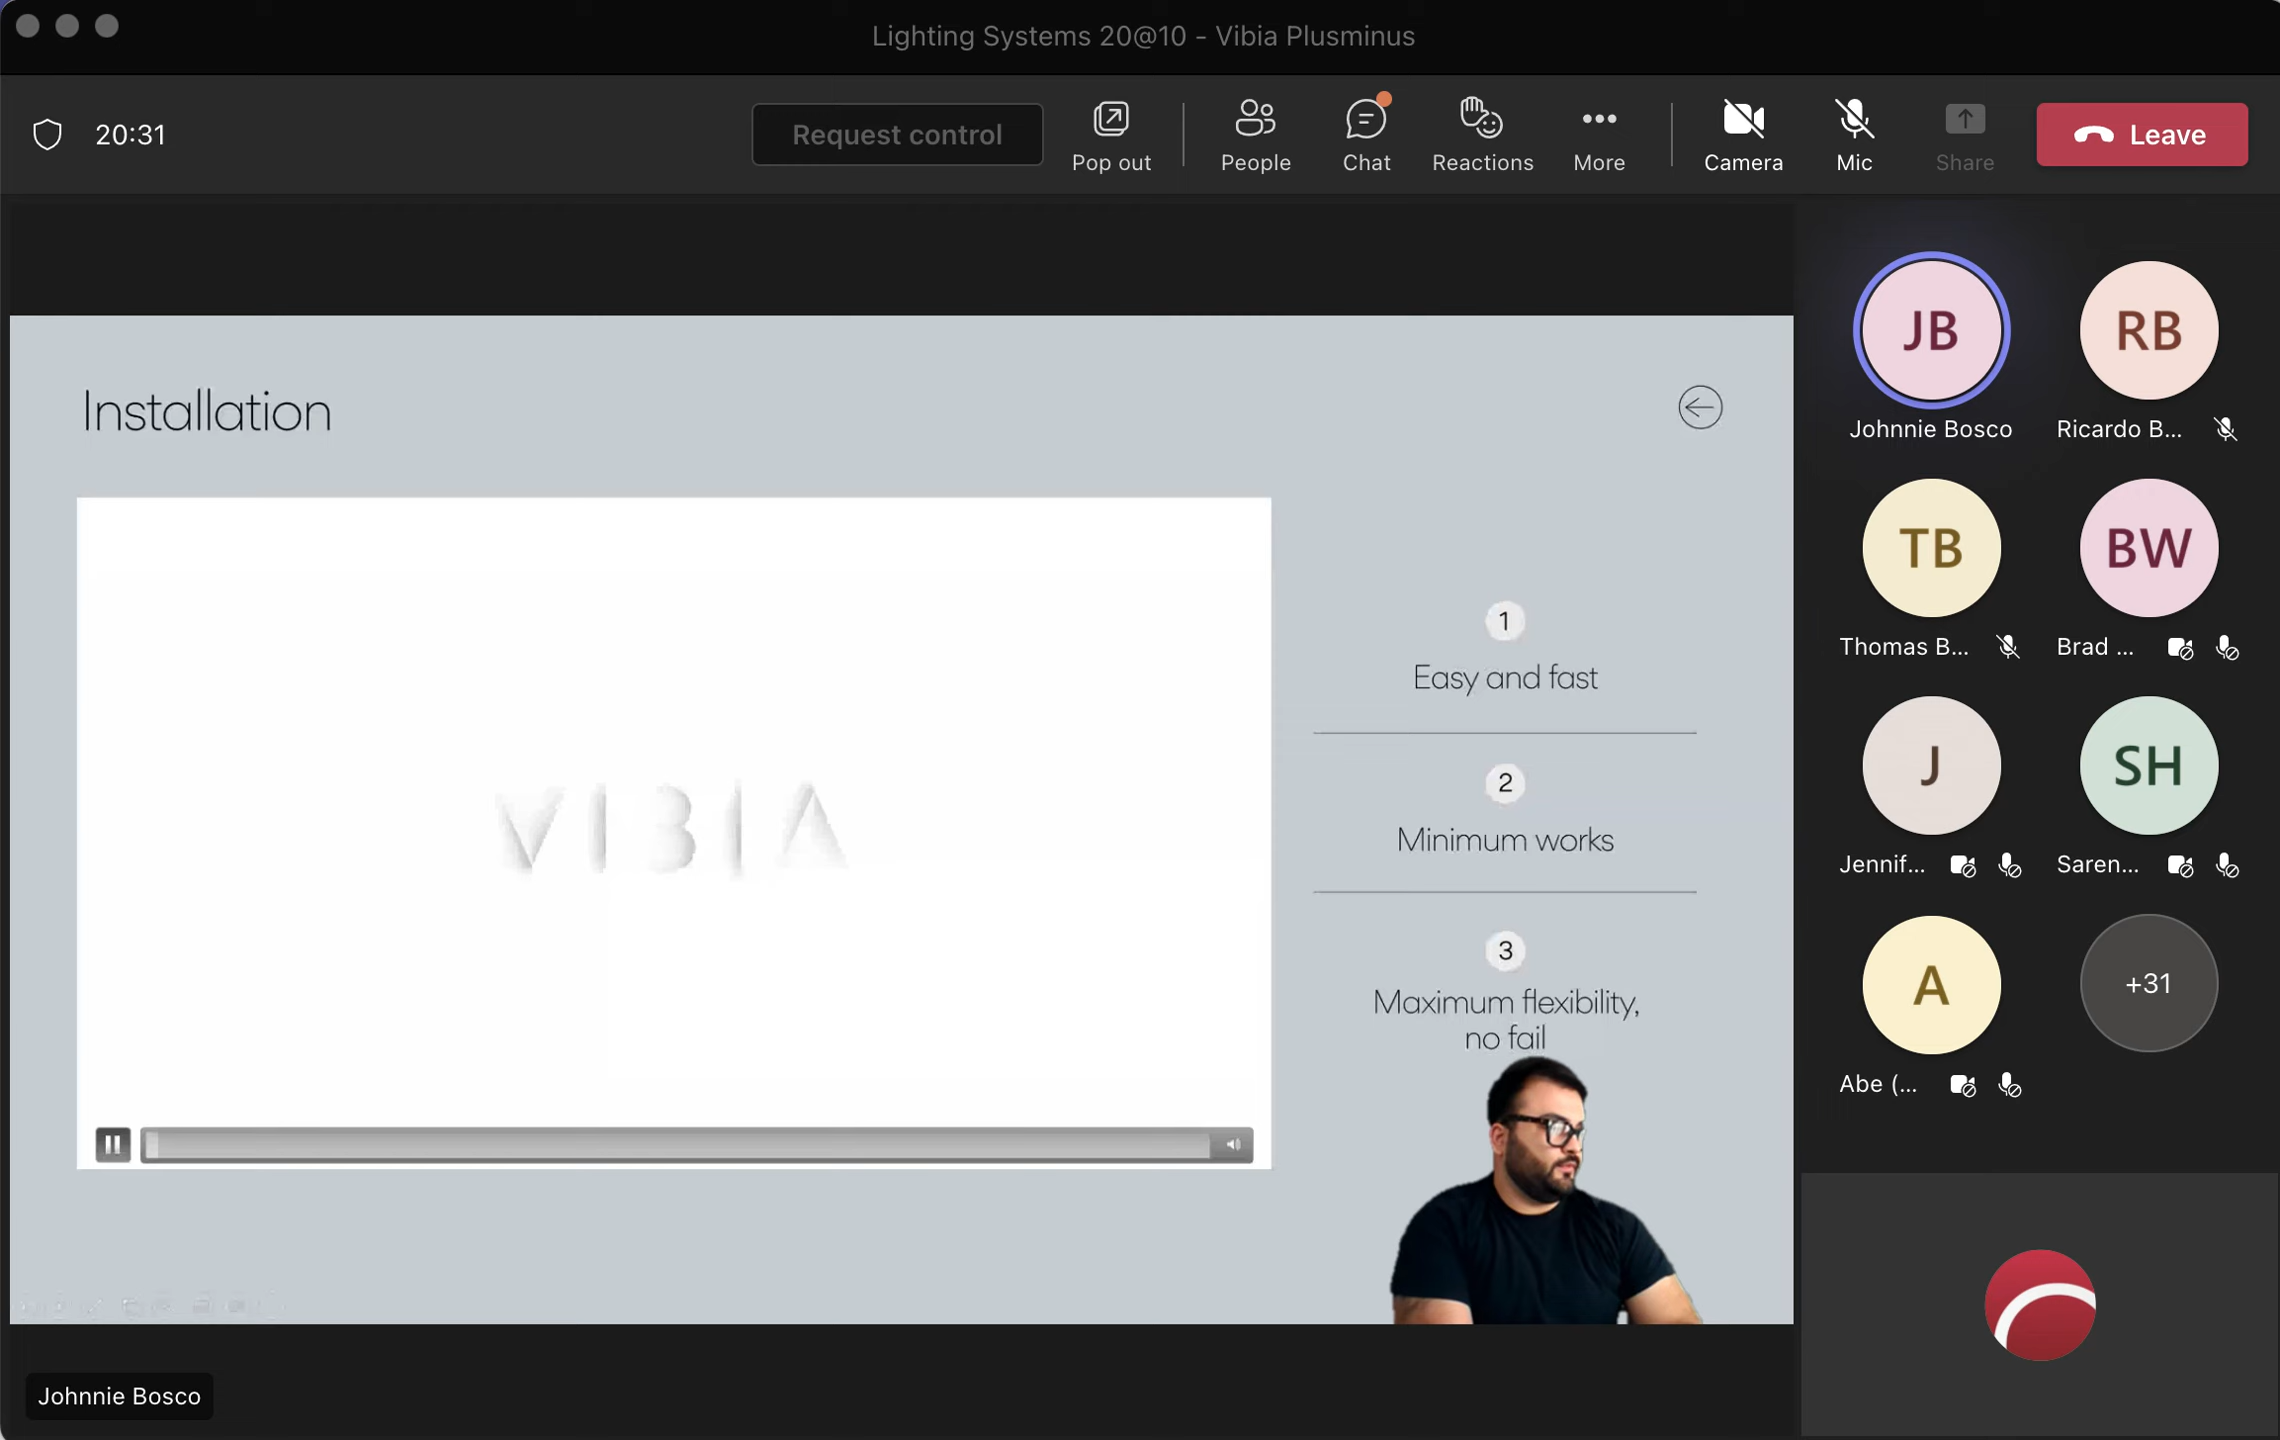 Lighting Systems 20@10 - Vibia Plusminus
20:31
Request control
Pop out
People
Chat
Reactions
More
Camera
Mic
Share
Leave
Installation
VIBIA
1
Easy and fast
2
Minimum works
3
Maximum flexibility,
no fail
JB
Johnnie Bosco
RB
Ricardo B...
TB
Thomas B...
BW
Brad ...
J
Jennif...
SH
Saren...
A
Abe (...
+31
Johnnie Bosco